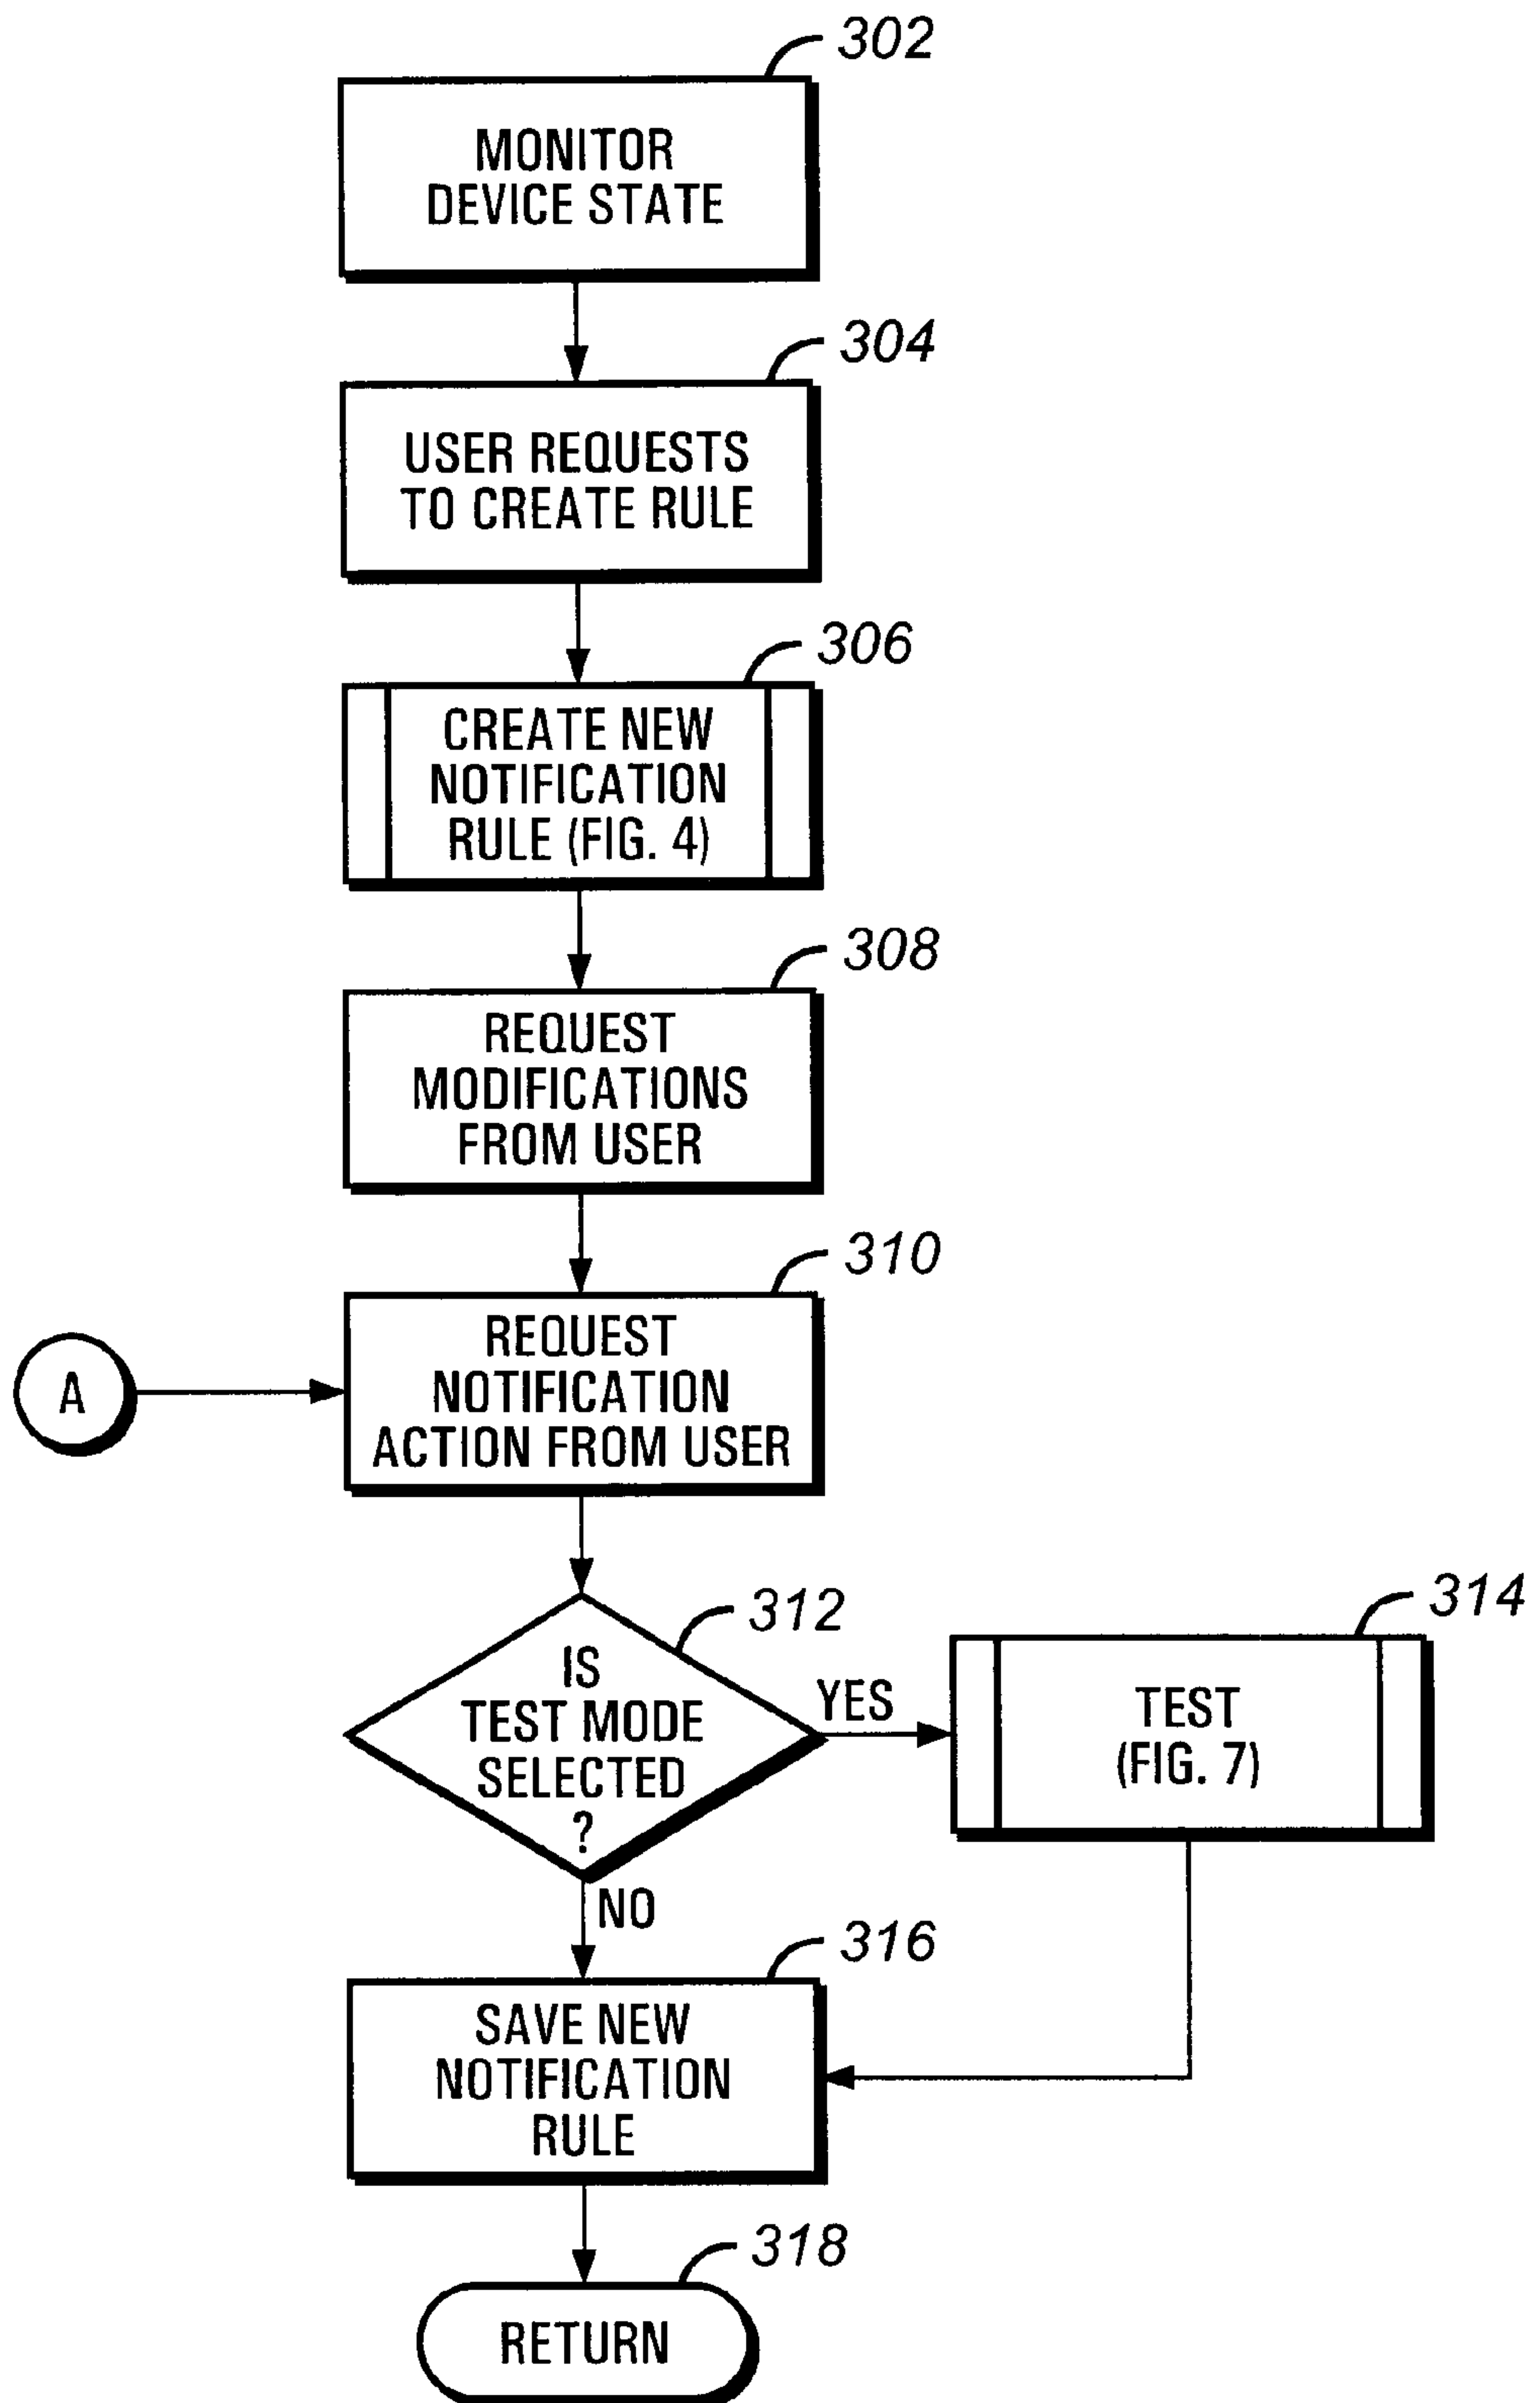 302
MONITOR
DEVICE STATE
304
USER REQUESTS
TO CREATE RULE
306
CREATE NEW
NOTIFICATION
RULE (FIG. 4)
308
REQUEST
MODIFICATIONS
FROM USER
310
REQUEST
NOTIFICATION
ACTION FROM USER
A
312
IS
TEST MODE
SELECTED
?
YES
314
TEST
(FIG. 7)
NO
316
SAVE NEW
NOTIFICATION
RULE
318
RETURN